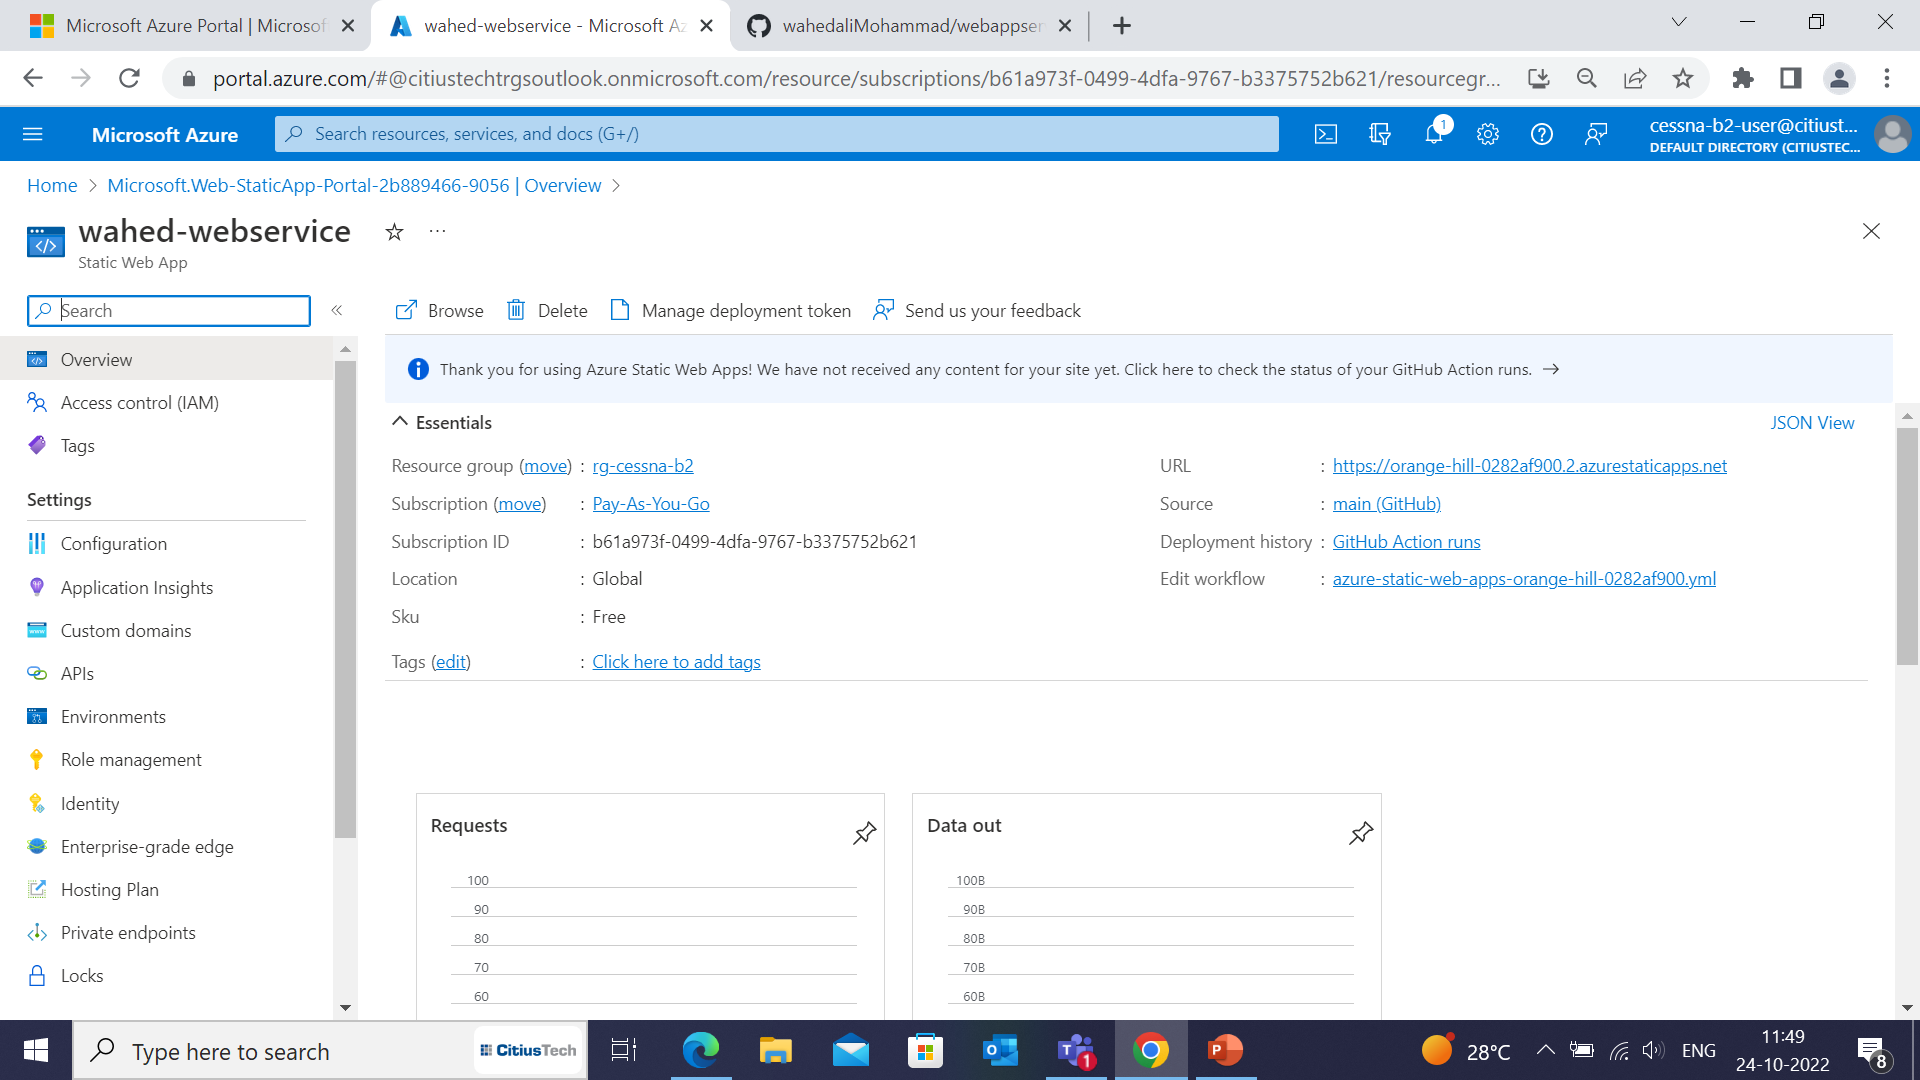 Microsoft Azure Portal | Microsof
wahed-webservice - Microsoft Az
wahedaliMohammad/webappser
portal.azure.com/#@citiustechtrgsoutlook.onmicrosoft.com/resource/subscriptions/b61a973f-0499-4dfa-9767-b3375752b621/resourcegr...
Microsoft Azure
Search resources, services, and docs (G+/)
1
cessna-b2-user@citiust...
DEFAULT DIRECTORY (CITIUSTEC...
Home > Microsoft.Web-StaticApp-Portal-2b889466-9056 | Overview >
wahed-webservice
Static Web App
Search
Browse
Delete
Manage deployment token
Send us your feedback
Thank you for using Azure Static Web Apps! We have not received any content for your site yet. Click here to check the status of your GitHub Action runs. →
Overview
Access control (IAM)
Tags
Settings
Configuration
Application Insights
Custom domains
APIs
Environments
Role management
Identity
Enterprise-grade edge
Hosting Plan
Private endpoints
Locks
Essentials
JSON View
Resource group (move) : rg-cessna-b2
Subscription (move) : Pay-As-You-Go
Subscription ID : b61a973f-0499-4dfa-9767-b3375752b621
Location : Global
Sku : Free
Tags (edit) : Click here to add tags
URL : https://orange-hill-0282af900.2.azurestaticapps.net
Source : main (GitHub)
Deployment history : GitHub Action runs
Edit workflow : azure-static-web-apps-orange-hill-0282af900.yml
Requests
100
90
80
70
60
Data out
100B
90B
80B
70B
60B
Type here to search
CitiusTech
1
28°C
ENG
11:49
24-10-2022
8